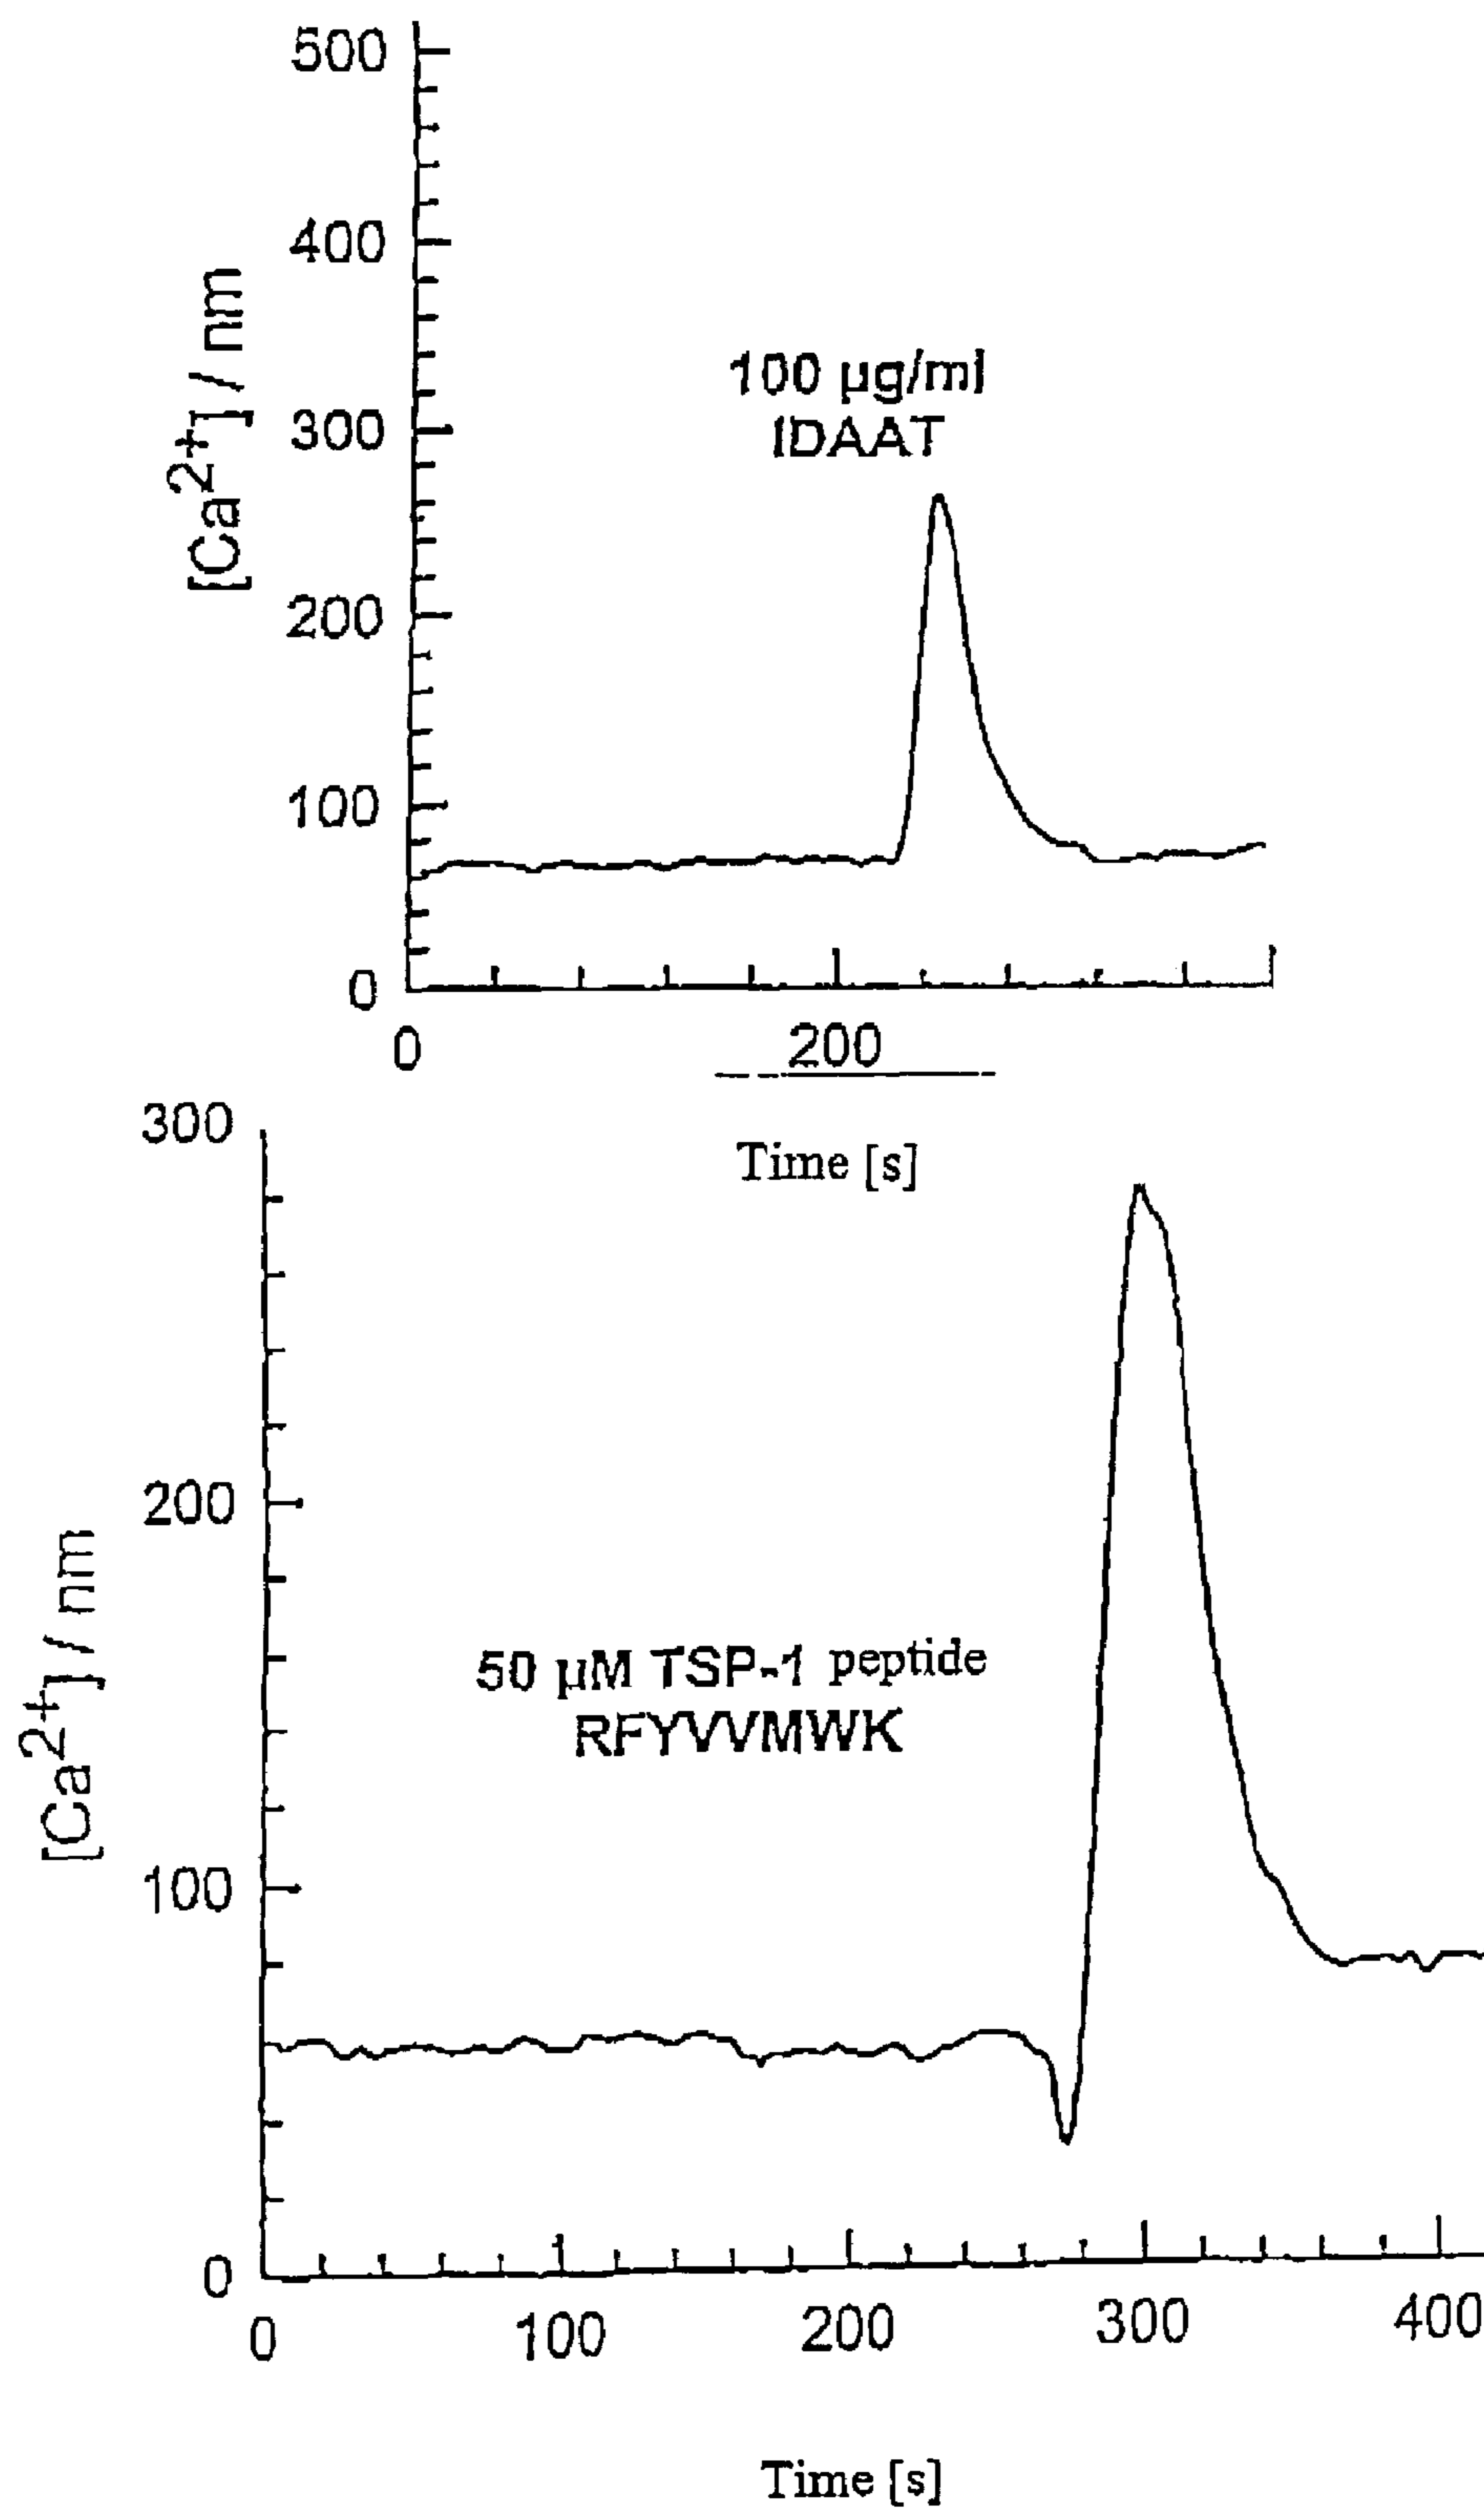 500
400
300
200
100
0
[Ca2+] / nm
100 µg/ml
IDAAT
0
200
Time [s]
300
200
100
0
[Ca2+] / nm
50 µM TSP-1 peptide
RFYVVMWK
0
100
200
300
400
Time [s]